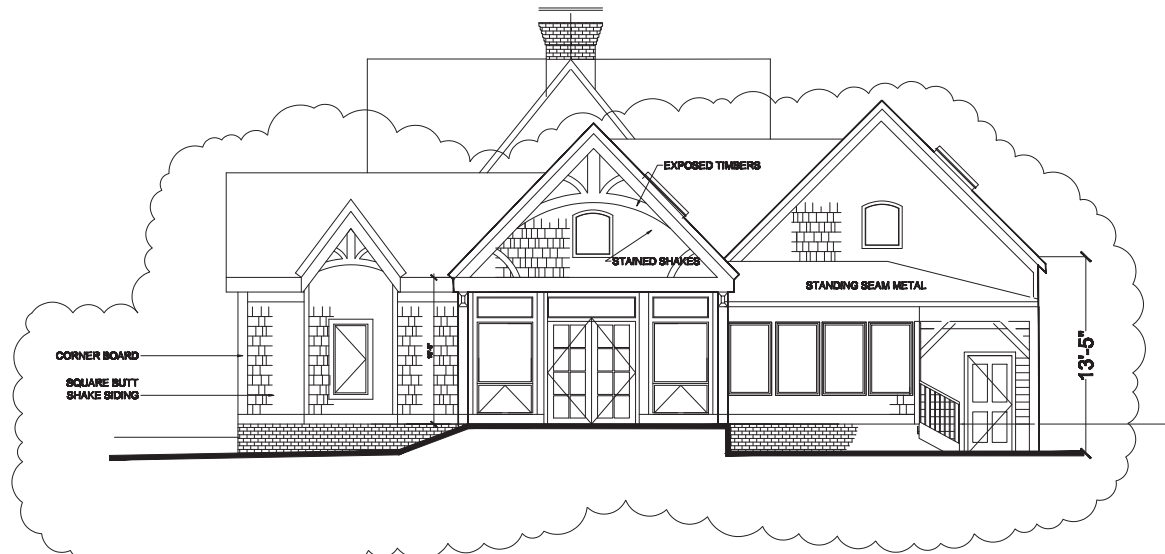 EXPOSED TIMBERS
STAINED SHAKES
STANDING SEAM METAL
CORNER BOARD
SQUARE BUTT
SHAKE SIDING
13'-5"